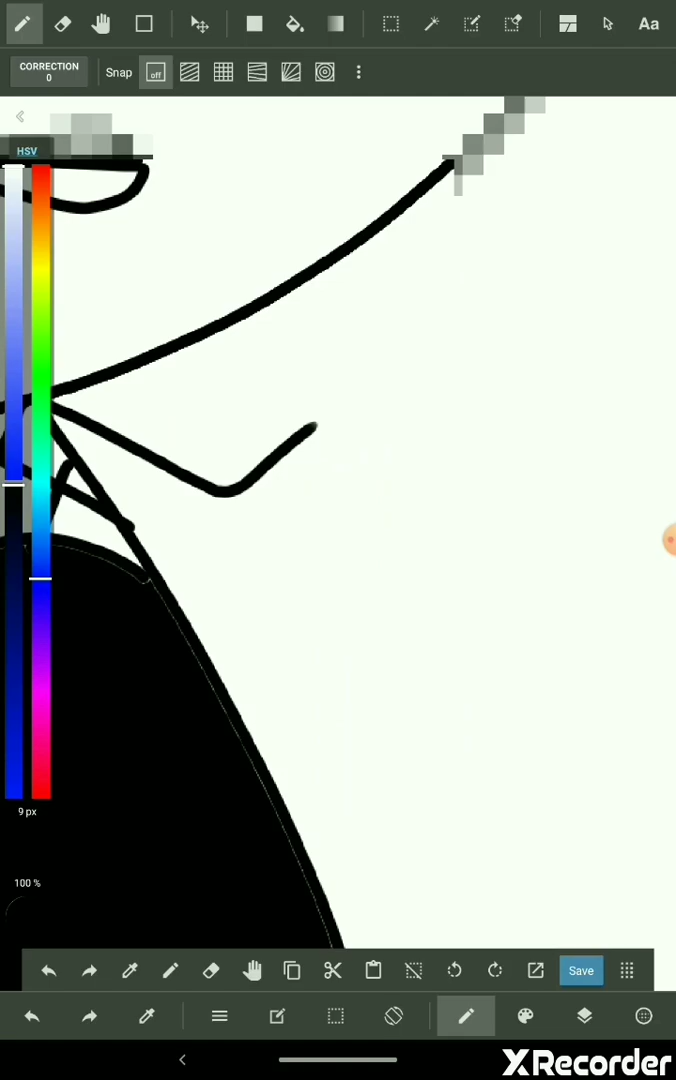 Aa
CORRECTION
0
Snap
off
HSV
9 px
100 %
Save
XRecorder